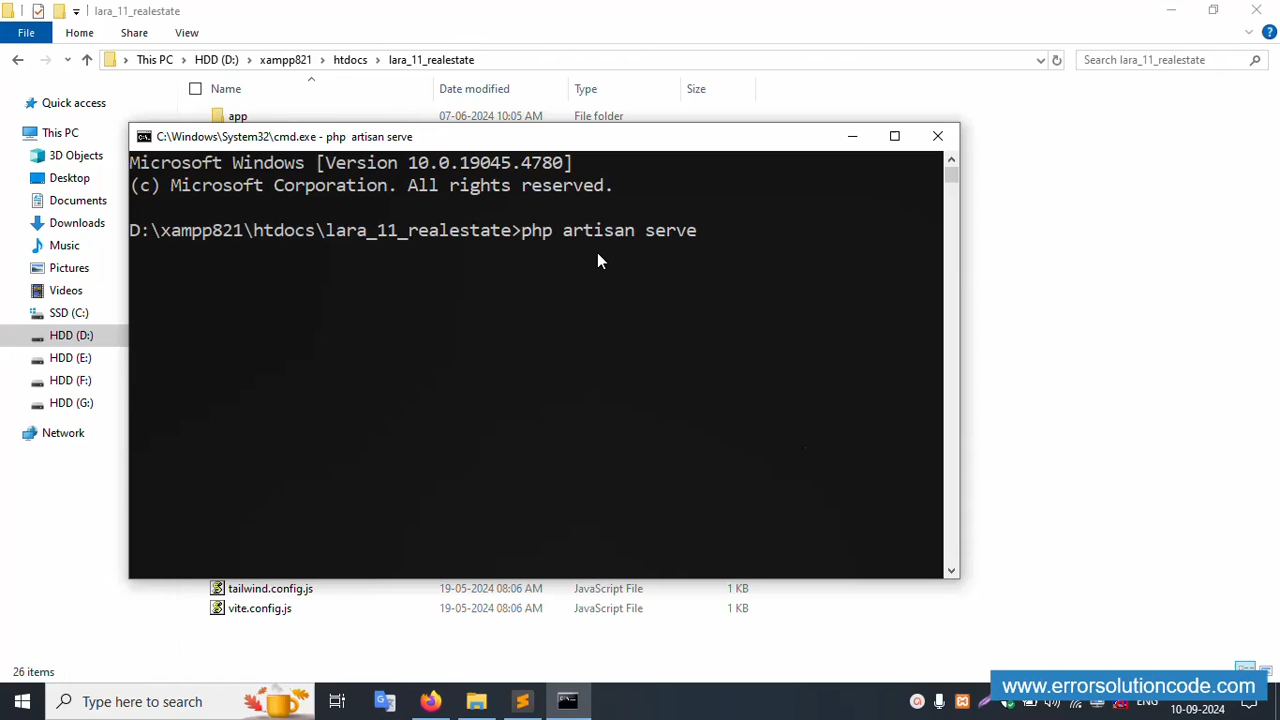 lara_11_realestate
File Home Share View
This PC HDD (D:) xampp821 htdocs lara_11_realestate Search lara_11_realestate
Name Date modified Type Size
Quick access
app 07-06-2024 10:05 AM File folder
This PC
3D Objects
Desktop
Documents
Downloads
Music
Pictures
Videos
SSD (C:)
HDD (D:)
HDD (E:)
HDD (F:)
HDD (G:)
Network
C:\Windows\System32\cmd.exe - php  artisan serve
Microsoft Windows [Version 10.0.19045.4780]
(c) Microsoft Corporation. All rights reserved.
D:\xampp821\htdocs\lara_11_realestate>php artisan serve
tailwind.config.js 19-05-2024 08:06 AM JavaScript File 1 KB
vite.config.js 19-05-2024 08:06 AM JavaScript File 1 KB
26 items
www.errorsolutioncode.com
Type here to search
ENG
10-09-2024